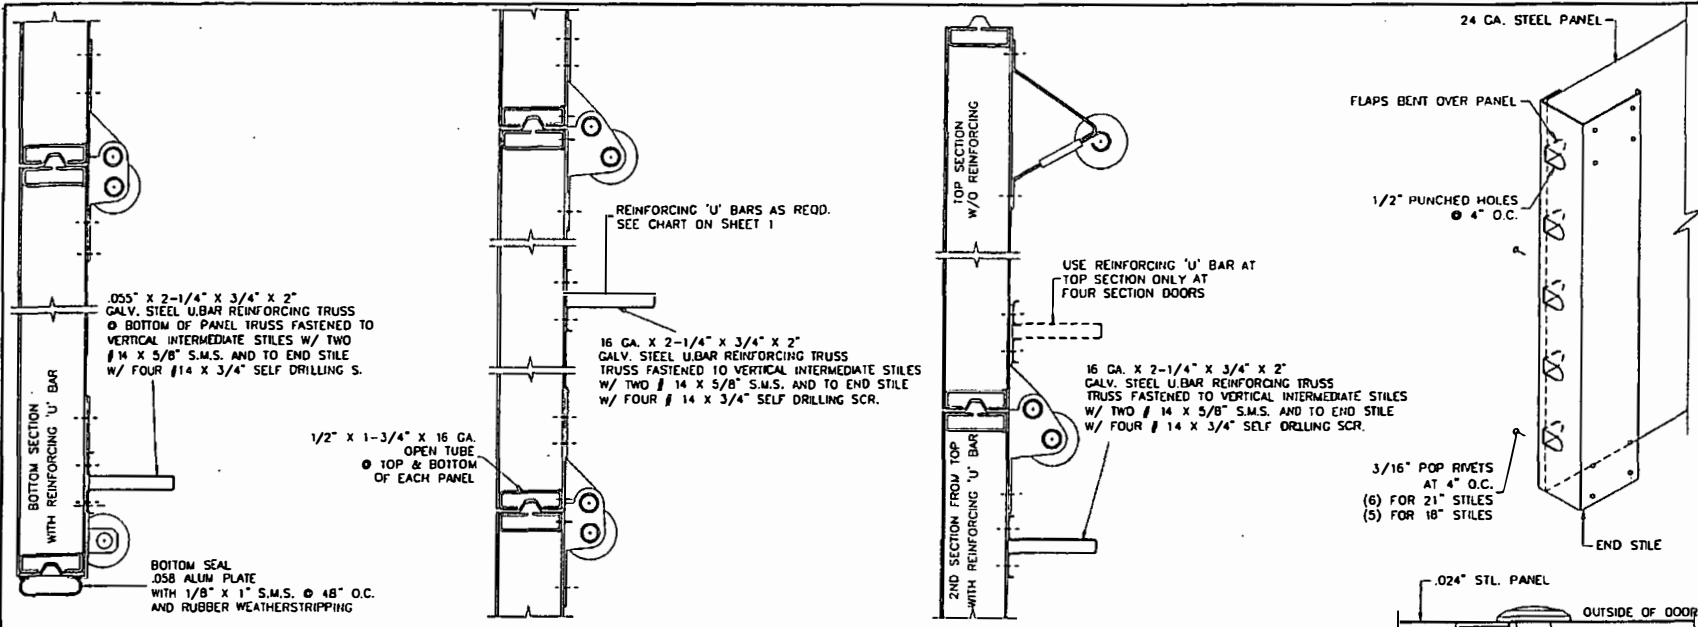 .055" X 2-1/4" X 3/4" X 2"
GALV. STEEL U.BAR REINFORCING TRUSS
@ BOTTOM OF PANEL TRUSS FASTENED TO
VERTICAL INTERMEDIATE STILES W/ TWO
#14 X 5/8" S.M.S. AND TO END STILE
W/ FOUR #14 X 3/4" SELF DRILLING S.
BOTTOM SECTION
WITH REINFORCING 'U' BAR
BOTTOM SEAL
.058 ALUM PLATE
WITH 1/8" X 1" S.M.S. @ 48" O.C.
AND RUBBER WEATHERSTRIPPING
REINFORCING 'U' BARS AS REQD.
SEE CHART ON SHEET 1
16 GA. X 2-1/4" X 3/4" X 2"
GALV. STEEL U.BAR REINFORCING TRUSS
TRUSS FASTENED TO VERTICAL INTERMEDIATE STILES
W/ TWO # 14 X 5/8" S.M.S. AND TO END STILE
W/ FOUR # 14 X 3/4" SELF DRILLING SCR.
1/2" X 1-3/4" X 16 GA.
OPEN TUBE
@ TOP & BOTTOM
OF EACH PANEL
TOP SECTION
W/O REINFORCING
USE REINFORCING 'U' BAR AT
TOP SECTION ONLY AT
FOUR SECTION DOORS
16 GA. X 2-1/4" X 3/4" X 2"
GALV. STEEL U.BAR REINFORCING TRUSS
TRUSS FASTENED TO VERTICAL INTERMEDIATE STILES
W/ TWO # 14 X 5/8" S.M.S. AND TO END STILE
W/ FOUR # 14 X 3/4" SELF DRILLING SCR.
2ND SECTION FROM TOP
WITH REINFORCING 'U' BAR
24 GA. STEEL PANEL
FLAPS BENT OVER PANEL
1/2" PUNCHED HOLES
@ 4" O.C.
3/16" POP RIVETS
AT 4" O.C.
(6) FOR 21" STILES
(5) FOR 18" STILES
END STILE
.024" STL. PANEL
OUTSIDE OF DOOR